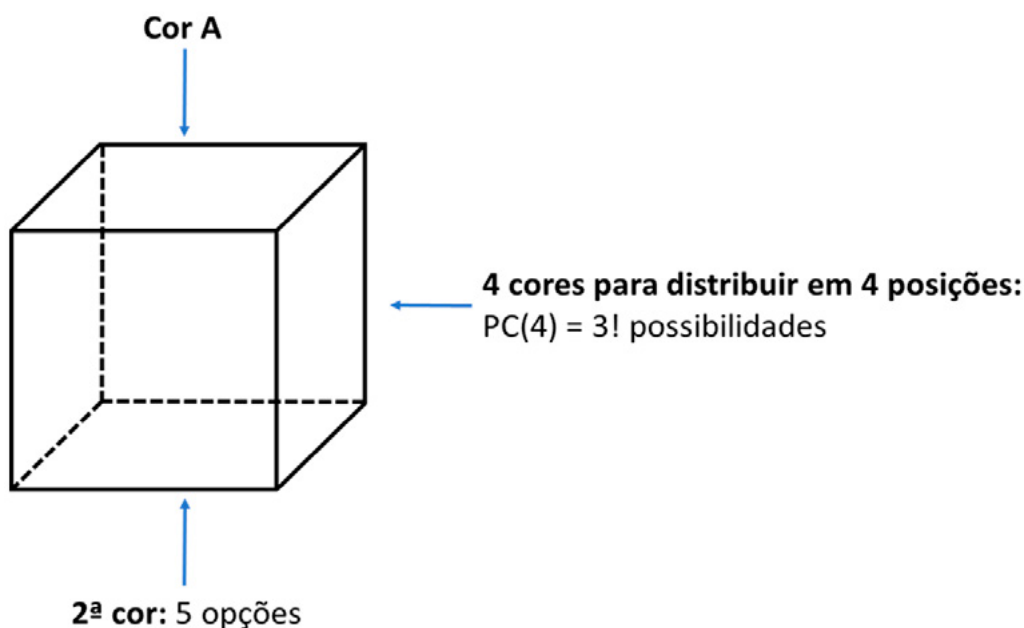 Cor A
4 cores para distribuir em 4 posições:
PC(4) = 3! possibilidades
2ª cor: 5 opções